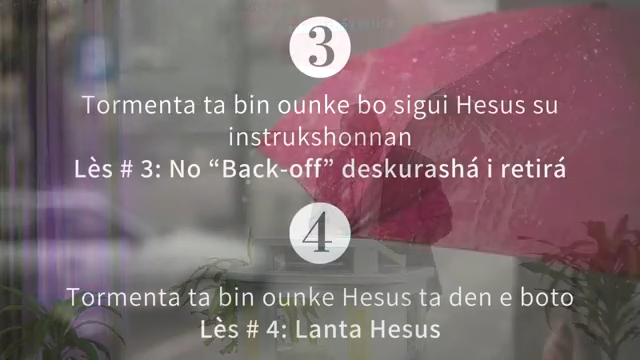 3
Tormenta ta bin ounke bo sigui Hesus su
instrukshonnan
Lès # 3: No “Back-off” deskurashá i retirá
4
Tormenta ta bin ounke Hesus ta den e boto
Lès # 4: Lanta Hesus